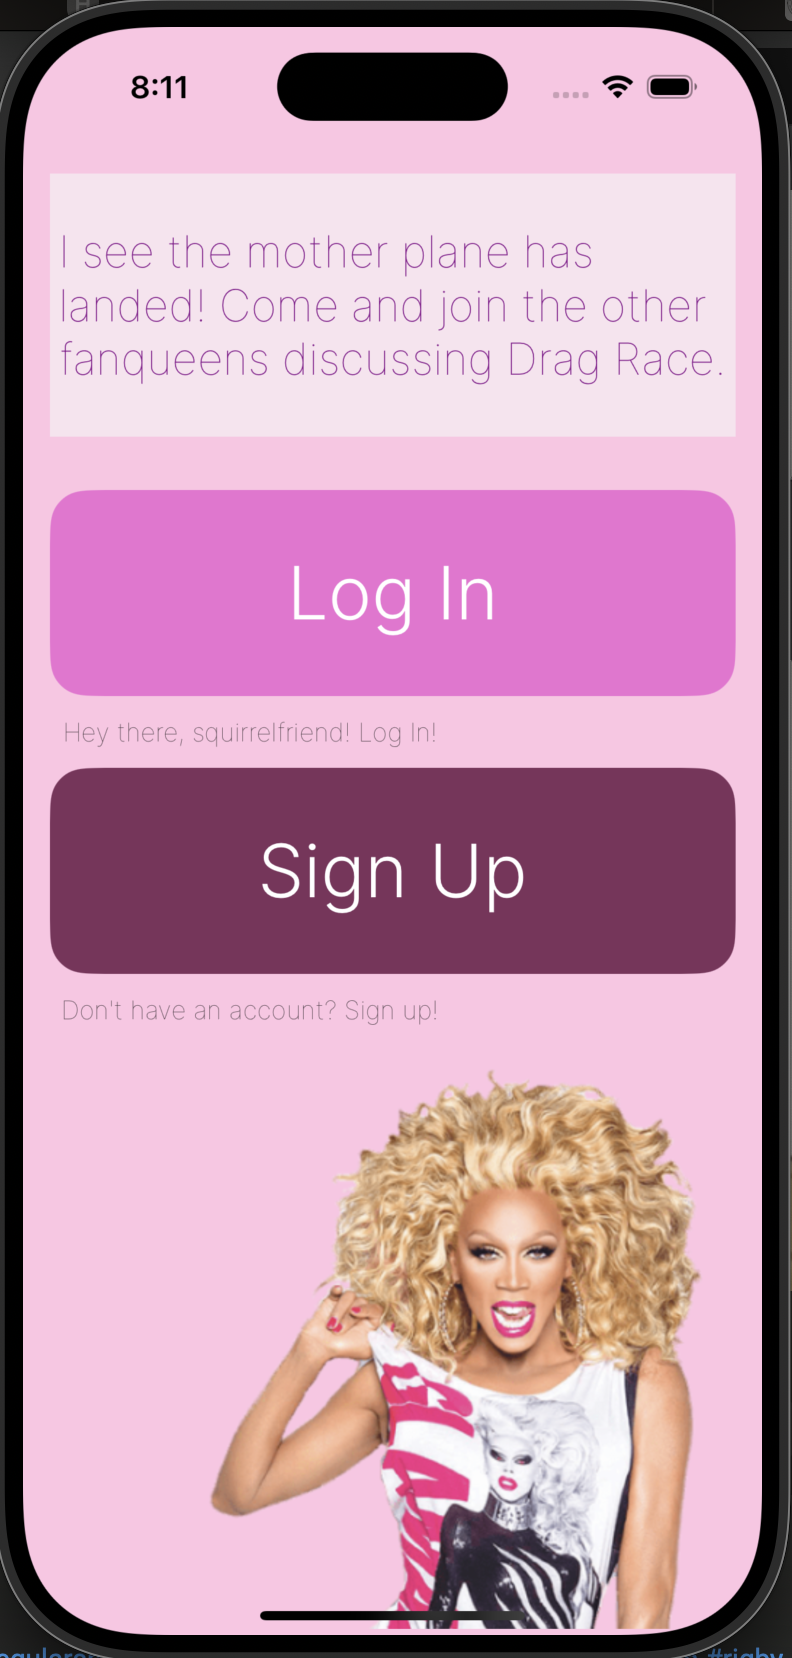 8:11
I see the mother plane has
landed! Come and join the other
fanqueens discussing Drag Race.
Log In
Hey there, squirrelfriend! Log In!
Sign Up
Don't have an account? Sign up!